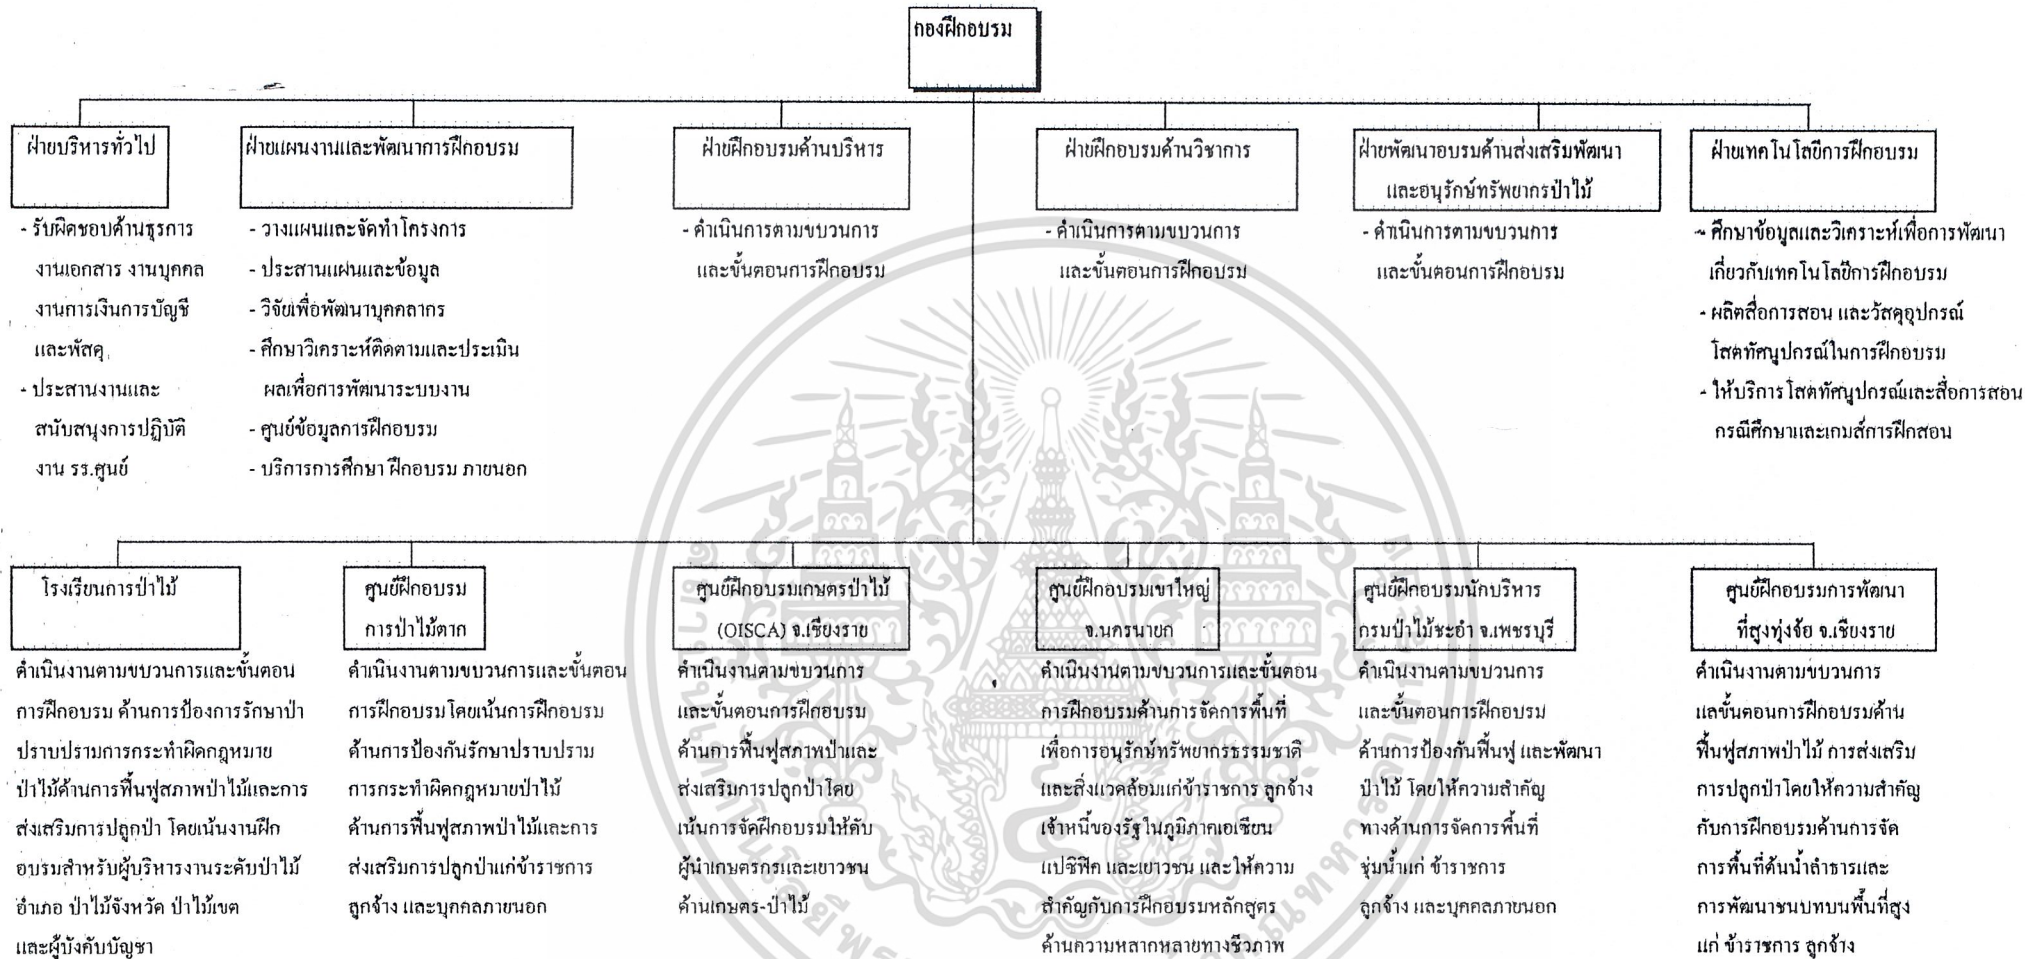 กองฝึกอบรม
ฝ่ายบริหารทั่วไป
- รับผิดชอบด้านธุรการ
งานเอกสาร งานบุคคล
งานการเงินการบัญชี
และพัสดุ
- ประสานงานและ
สนับสนุงการปฏิบัติ
งาน รร.ศูนย์
ฝ่ายแผนงานและพัฒนาการฝึกอบรม
- วางแผนและจัดทำโครงการ
- ประสานแผ่นและข้อมูล
- วิจัยเพื่อพัฒนาบุคคลากร
- ศึกษาวิเคราะห์ติดตามและประเมิน
ผลเพื่อการพัฒนาระบบงาน
- ศูนย์ข้อมูลการฝึกอบรม
- บริการการศึกษา ฝึกอบรม ภายนอก
ฝ่ายฝึกอบรมด้านบริหาร
- ดำเนินการตามขบวนการ
และขั้นตอนการฝึกอบรม
ฝ่ายฝึกอบรมด้านวิชาการ
- ดำเนินการตามขบวนการ
และขั้นตอนการฝึกอบรม
ฝ่ายพัฒนาอบรมด้านส่งเสริมพัฒนา
และอนุรักษ์ทรัพยากรป่าไม้
- ดำเนินการตามขบวนการ
และขั้นตอนการฝึกอบรม
ฝ่ายเทคโนโลยีการฝึกอบรม
- ศึกษาข้อมูลและวิเคราะห์เพื่อการพัฒนา
เกี่ยวกับเทคโนโลยีการฝึกอบรม
- ผลิตสื่อการสอน และวัสดุอุปกรณ์
โสตทัศนูปกรณ์ในการฝึกอบรม
- ให้บริการโสตทัศนูปกรณ์และสื่อการสอน
กรณีศึกษาและเกมส์การฝึกสอน
โรงเรียนการป่าไม้
ดำเนินงานตามขบวนการและขั้นตอน
การฝึกอบรม ด้านการป้องการรักษาป่า
ปราบปรามการกระทำผิดกฎหมาย
ป่าไม้ด้านการฟื้นฟูสภาพป่าไม้และการ
ส่งเสริมการปลูกป่า โดยเน้นงานฝึก
อบรมสำหรับผู้บริหารงานระดับป่าไม้
อำเภอ ป่าไม้จังหวัด ป่าไม้เขต
และผู้บังคับบัญชา
ศูนย์ฝึกอบรม
การป่าไม้ตาก
ดำเนินงานตามขบวนการและขั้นตอน
การฝึกอบรมโดยเน้นการฝึกอบรม
ด้านการป้องกันรักษาปราบปราม
การกระทำผิดกฎหมายป่าไม้
ด้านการฟื้นฟูสภาพป่าไม้และการ
ส่งเสริมการปลูกป่าแก่ข้าราชการ
ลูกจ้าง และบุคคลภายนอก
ศูนย์ฝึกอบรมเกษตรป่าไม้
(OISCA) จ.เชียงราย
ดำเนินงานตามขบวนการ
และขั้นตอนการฝึกอบรม
ด้านการฟื้นฟูสภาพป่าและ
ส่งเสริมการปลูกป่าโดย
เน้นการจัดฝึกอบรมให้กับ
ผู้นำเกษตรกรและเยาวชน
ด้านเกษตร-ป่าไม้
ศูนย์ฝึกอบรมเขาใหญ่
จ.นครนายก
ดำเนินงานตามขบวนการและขั้นตอน
การฝึกอบรมด้านการจัดการพื้นที่
เพื่อการอนุรักษ์ทรัพยากรธรรมชาติ
และสิ่งแวดล้อมแก่ข้าราชการ ลูกจ้าง
เจ้าหนี้ของรัฐในภูมิภาคเอเซียน
แปซิฟิค และเยาวชน และให้ความ
สำคัญกับการฝึกอบรมหลักสูตร
ด้านความหลากหลายทางชีวภาพ
ศูนย์ฝึกอบรมนักบริหาร
กรมป่าไม้ชะอำ จ.เพชรบุรี
ดำเนินงานตามขบวนการ
และขั้นตอนการฝึกอบรม
ด้านการป้องกันฟื้นฟู และพัฒนา
ป่าไม้ โดยให้ความสำคัญ
ทางด้านการจัดการพื้นที่
ชุ่มน้ำแก่ ข้าราชการ
ลูกจ้าง และบุคคลภายนอก
ศูนย์ฝึกอบรมการพัฒนา
ที่สูงทุ่งจ้อ จ.เชียงราย
ดำเนินงานตามขบวนการ
แลขั้นตอนการฝึกอบรมด้าน
ฟื้นฟูสภาพป่าไม้ การส่งเสริม
การปลูกป่าโดยให้ความสำคัญ
กับการฝึกอบรมด้านการจัด
การพื้นที่ต้นน้ำลำธารและ
การพัฒนาชนบทบนพื้นที่สูง
แก่ ข้าราชการ ลูกจ้าง